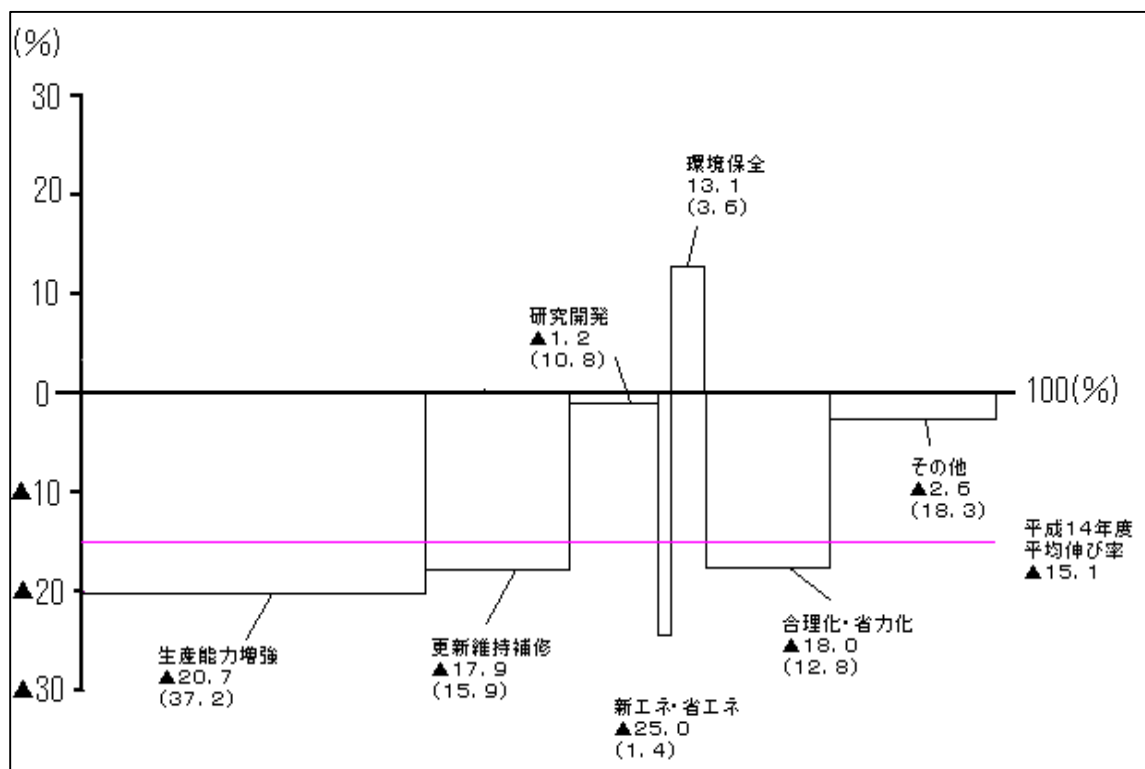 (%)
30
20
10
0
▲10
▲20
▲30
100(%)
環境保全
13.1
(3.6)
研究開発
▲1.2
(10.8)
その他
▲2.6
(18.3)
平成14年度
平均伸び率
▲15.1
生産能力増強
▲20.7
(37.2)
更新維持補修
▲17.9
(15.9)
新エネ・省エネ
▲25.0
(1.4)
合理化・省力化
▲18.0
(12.8)